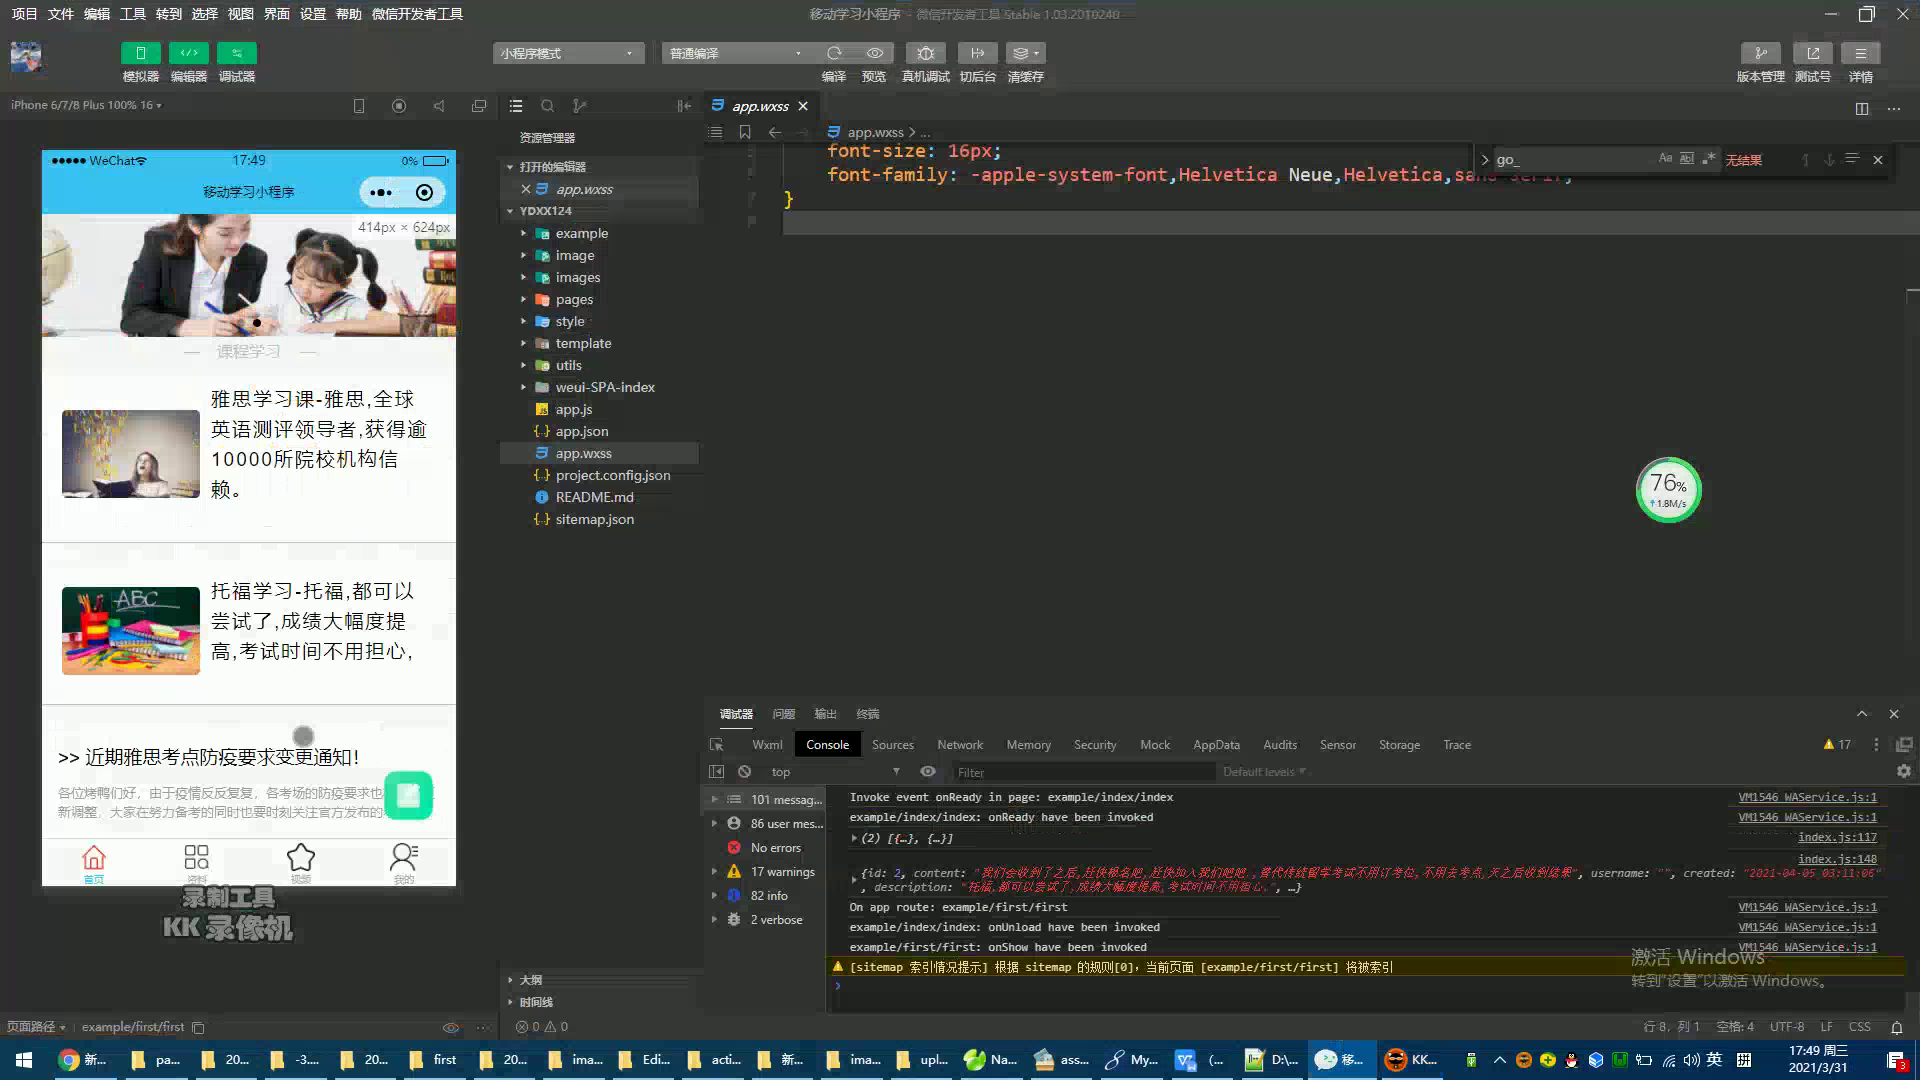 项目 文件 编辑 工具 转到 选择 视图 界面 设置 帮助 微信开发者工具
移动学习小程序 - 微信开发者工具 Stable 1.03.2010240
小程序模式
普通编译
模拟器 编辑器 调试器
编译 预览 真机调试 切后台 清缓存
版本管理 测试号 详情
iPhone 6/7/8 Plus 100% 16
WeChat
17:49
0%
移动学习小程序
414px × 624px
课程学习
雅思学习课-雅思,全球
英语测评领导者,获得逾
10000所院校机构信
赖。
ABC
托福学习-托福,都可以
尝试了,成绩大幅度提
高,考试时间不用担心,
>> 近期雅思考点防疫要求变更通知!
各位烤鸭们好，由于疫情反反复复，各考场的防疫要求也
新调整，大家在努力备考的同时也要时刻关注官方发布的
首页 资料 视频 我的
录制工具
KK 录像机
页面路径
example/first/first
资源管理器
打开的编辑器
app.wxss
YDXX124
example
image
images
pages
style
template
utils
weui-SPA-index
app.js
app.json
app.wxss
project.config.json
README.md
sitemap.json
大纲
时间线
0 0
app.wxss
app.wxss > ...
font-size: 16px;
font-family: -apple-system-font,Helvetica Neue,Helvetica,sans-serif;
}
go_
Aa Abl .*
无结果
76%
1.8M/s
调试器 问题 输出 终端
Wxml Console Sources Network Memory Security Mock AppData Audits Sensor Storage Trace
17
top
Filter
Default levels
101 messag...
86 user mes...
No errors
17 warnings
82 info
2 verbose
Invoke event onReady in page: example/index/index
VM1546 WAService.js:1
example/index/index: onReady have been invoked
VM1546 WAService.js:1
(2) [{…}, {…}]
index.js:117
index.js:148
{id: 2, content: "我们会收到了之后,赶快报名吧,赶快加入我们吧吧,,替代传统留学考试不用订考位,不用去考点,天之后收到结果", username: "", created: "2021-04-05 03:11:06"
, description: "托福,都可以尝试了,成绩大幅度提高,考试时间不用担心,", …}
On app route: example/first/first
VM1546 WAService.js:1
example/index/index: onUnload have been invoked
VM1546 WAService.js:1
example/first/first: onShow have been invoked
VM1546 WAService.js:1
[sitemap 索引情况提示] 根据 sitemap 的规则[0]，当前页面 [example/first/first] 将被索引
激活 Windows
转到"设置"以激活 Windows。
行 8，列 1 空格: 4 UTF-8 LF CSS
新... pa... 20... -3.... 20... first 20... ima... Edi... acti... 新... ima... upl... Na... ass... My... (... D:\... 移... KK...
英
拼
17:49 周三
2021/3/31
3